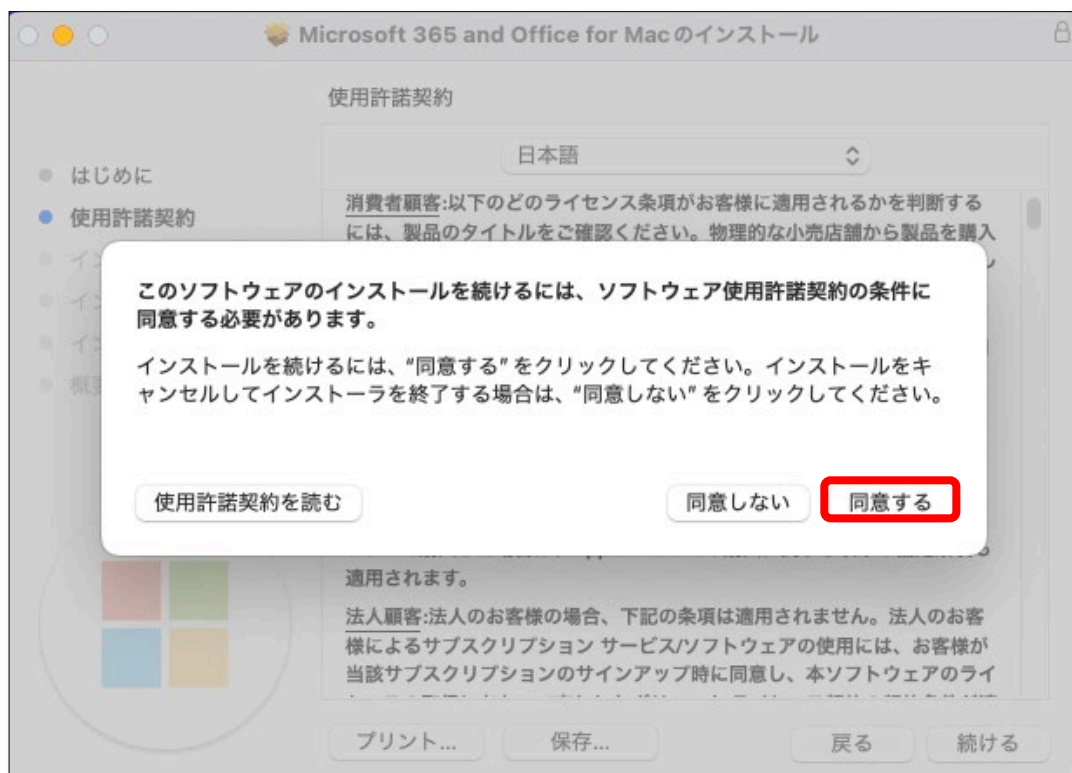 Microsoft 365 and Office for Macのインストール
使用許諾契約
日本語
はじめに
使用許諾契約
消費者顧客:以下のどのライセンス条項がお客様に適用されるかを判断する
には、製品のタイトルをご確認ください。物理的な小売店舗から製品を購入
このソフトウェアのインストールを続けるには、ソフトウェア使用許諾契約の条件に
同意する必要があります。
インストールを続けるには、“同意する” をクリックしてください。インストールをキ
ャンセルしてインストーラを終了する場合は、“同意しない” をクリックしてください。
使用許諾契約を読む
同意しない
同意する
適用されます。
法人顧客:法人のお客様の場合、下記の条項は適用されません。法人のお客
様によるサブスクリプション サービス/ソフトウェアの使用には、お客様が
当該サブスクリプションのサインアップ時に同意し、本ソフトウェアのライ
プリント...
保存...
戻る
続ける